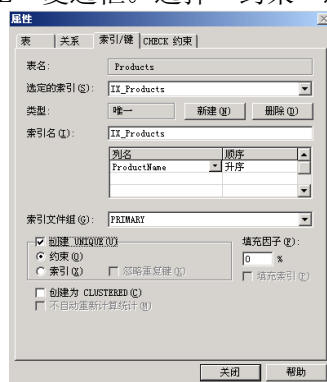 属性
表 关系 索引/键 CHECK 约束
表名: Products
选定的索引(S): IX_Products
类型: 唯一 新建(N) 删除(D)
索引名(I): IX_Products
列名 顺序
ProductName 升序
索引文件组(G): PRIMARY
创建 UNIQUE(U) 填充因子(F):
约束(O) 0 %
索引(X) 忽略重复键(K) 填充索引(P)
创建为 CLUSTERED(C)
不自动重新计算统计(M)
关闭 帮助